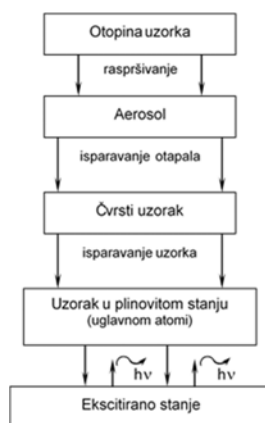 Otopina uzorka
raspršivanje
Aerosol
isparavanje otapala
Čvrsti uzorak
isparavanje uzorka
Uzorak u plinovitom stanju
(uglavnom atomi)
hν hν
Ekscitirano stanje